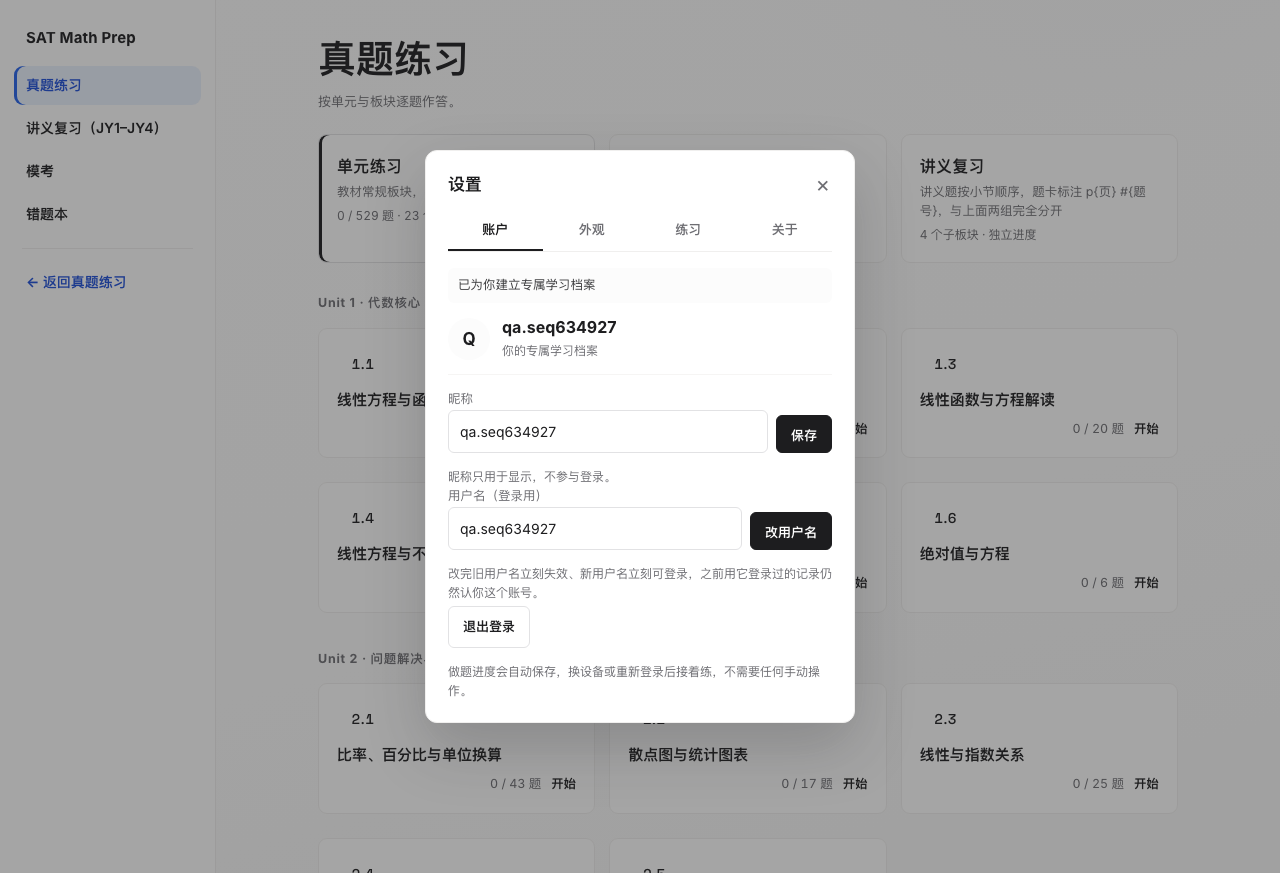 SAT Math Prep
真题练习
讲义复习（JY1–JY4）
模考
错题本
← 返回真题练习
真题练习
按单元与板块逐题作答。
单元练习
教材常规板块，
0 / 529 题 · 23
讲义复习
讲义题按小节顺序，题卡标注 p{页} #{题
号}，与上面两组完全分开
4 个子板块 · 独立进度
Unit 1 · 代数核心
1.1
线性方程与函
1.3
线性函数与方程解读
始
0 / 20 题 开始
1.4
线性方程与不
1.6
绝对值与方程
始
0 / 6 题 开始
Unit 2 · 问题解决
2.1
比率、百分比与单位换算
0 / 43 题 开始
散点图与统计图表
0 / 17 题 开始
2.3
线性与指数关系
0 / 25 题 开始
设置
×
账户 外观 练习 关于
已为你建立专属学习档案
Q
qa.seq634927
你的专属学习档案
昵称
qa.seq634927
保存
昵称只用于显示，不参与登录。
用户名（登录用）
qa.seq634927
改用户名
改完旧用户名立刻失效、新用户名立刻可登录，之前用它登录过的记录仍
然认你这个账号。
退出登录
做题进度会自动保存，换设备或重新登录后接着练，不需要任何手动操
作。